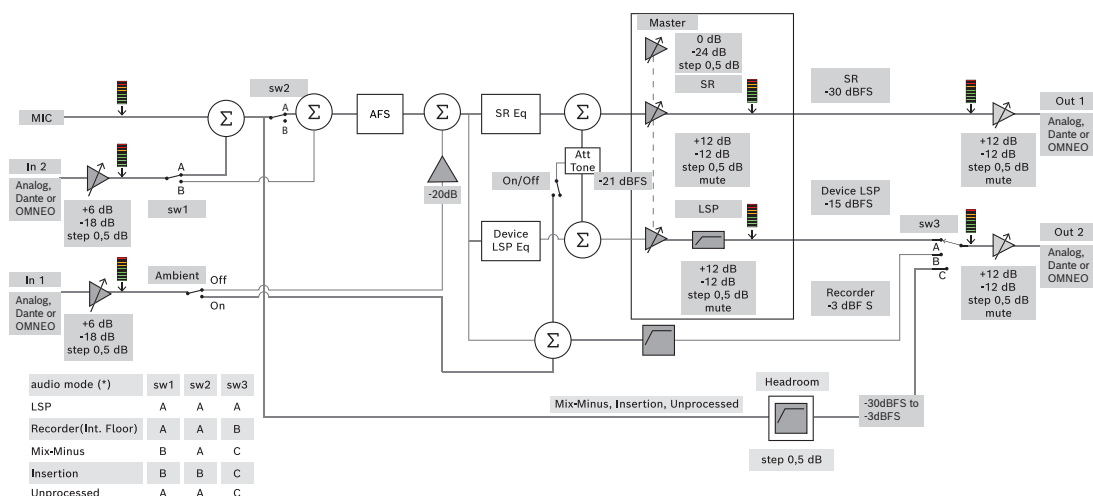 Master
0 dB
-24 dB
step 0,5 dB
SR
SR
-30 dBFS
sw2
A
B
MIC
Σ
Σ
AFS
Σ
SR Eq
Σ
Out 1
Analog,
Dante or
OMNEO
+12 dB
-12 dB
step 0,5 dB
mute
+12 dB
-12 dB
step 0,5 dB
mute
In 2
Analog,
Dante or
OMNEO
A
B
sw1
+6 dB
-18 dB
step 0,5 dB
-20dB
On/Off
Att
Tone
-21 dBFS
Device LSP
-15 dBFS
LSP
Device
LSP Eq
Σ
sw3
A
B
C
Out 2
Analog,
Dante or
OMNEO
+12 dB
-12 dB
step 0,5 dB
mute
+12 dB
-12 dB
step 0,5 dB
mute
In 1
Analog,
Dante or
OMNEO
Ambient
Off
On
+6 dB
-18 dB
step 0,5 dB
Recorder
-3 dBF S
Σ
audio mode (*) sw1 sw2 sw3
LSP A A A
Recorder(Int. Floor) A A B
Mix-Minus B A C
Insertion B B C
Unprocessed A A C
Mix-Minus, Insertion, Unprocessed
Headroom
step 0,5 dB
-30dBFS to
-3dBFS